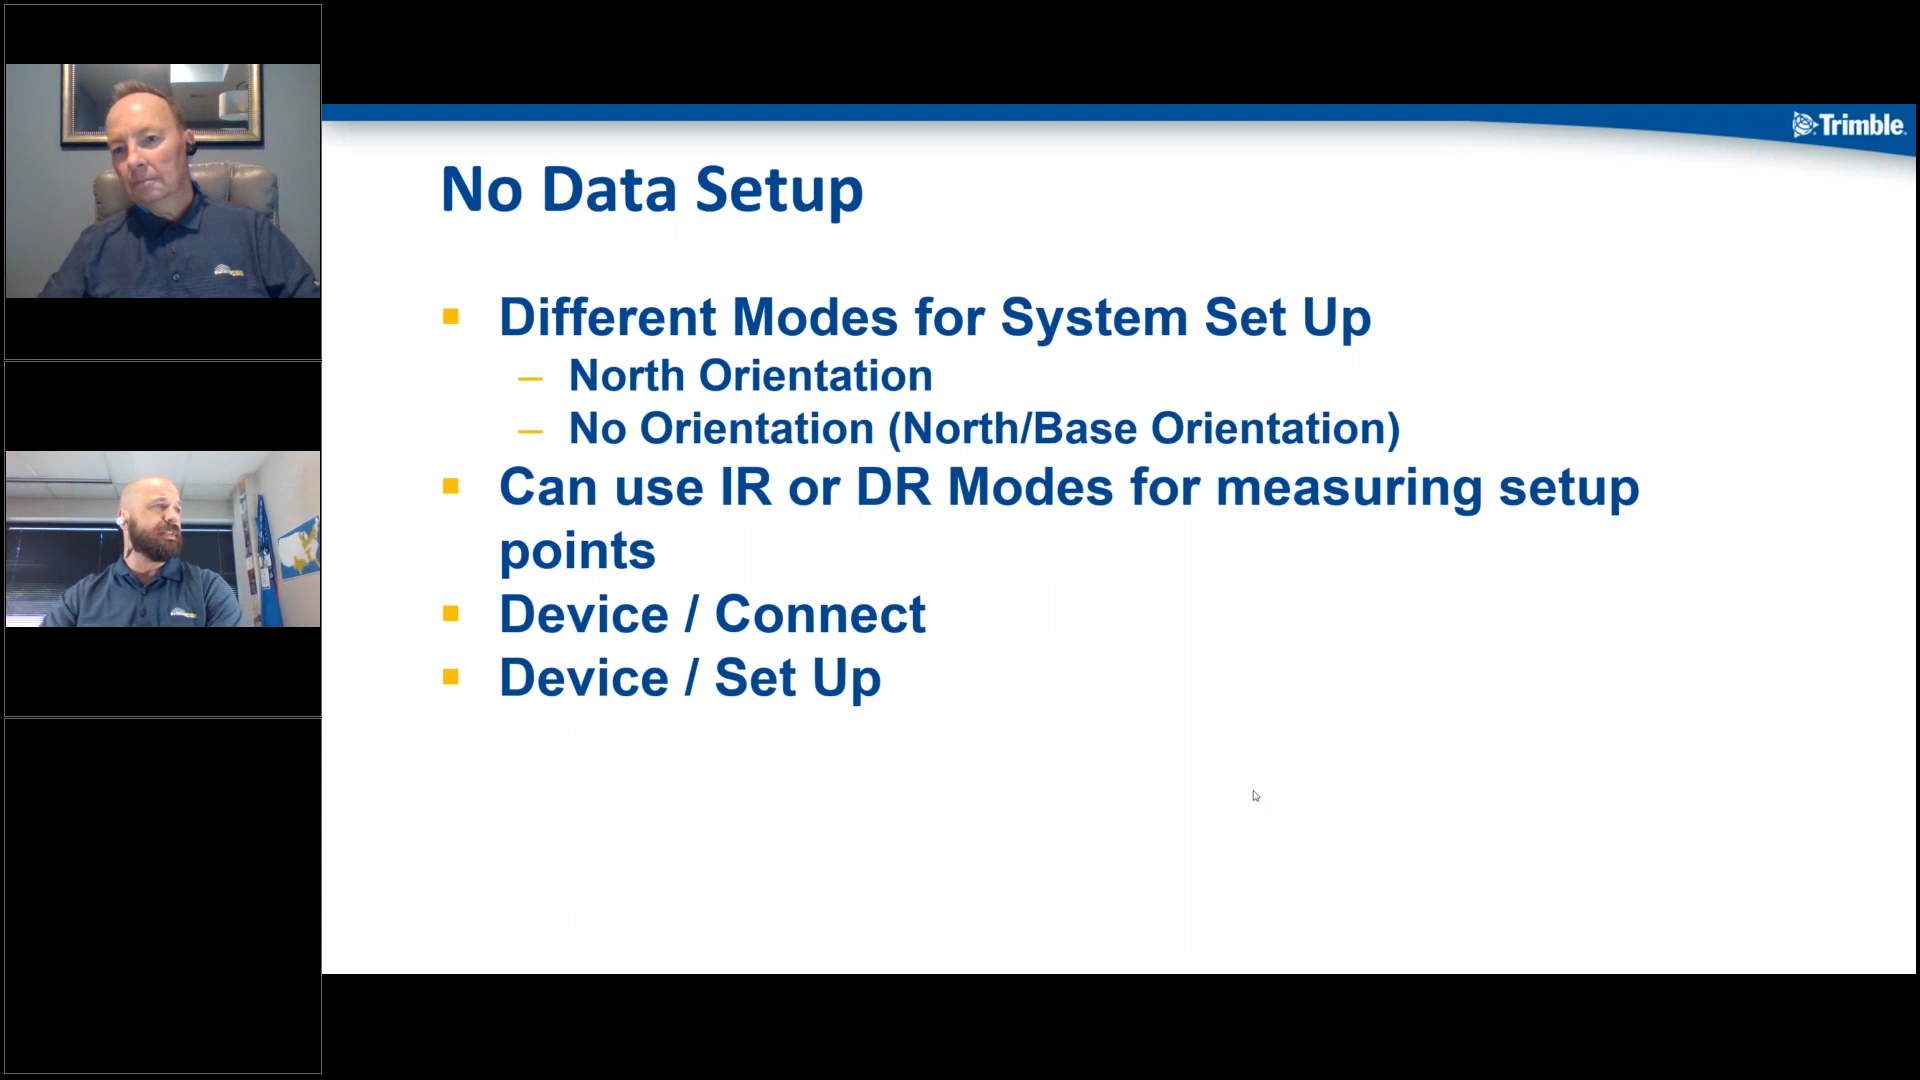 Trimble
No Data Setup
Different Modes for System Set Up
– North Orientation
– No Orientation (North/Base Orientation)
Can use IR or DR Modes for measuring setup
points
Device / Connect
Device / Set Up